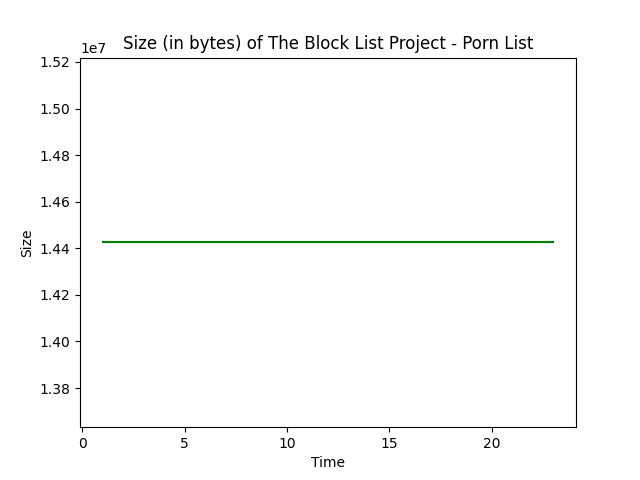 Size (in bytes) of The Block List Project - Porn List
1e7
1.52
1.50
1.48
1.46
1.44
1.42
1.40
1.38
Size
0 5 10 15 20
Time